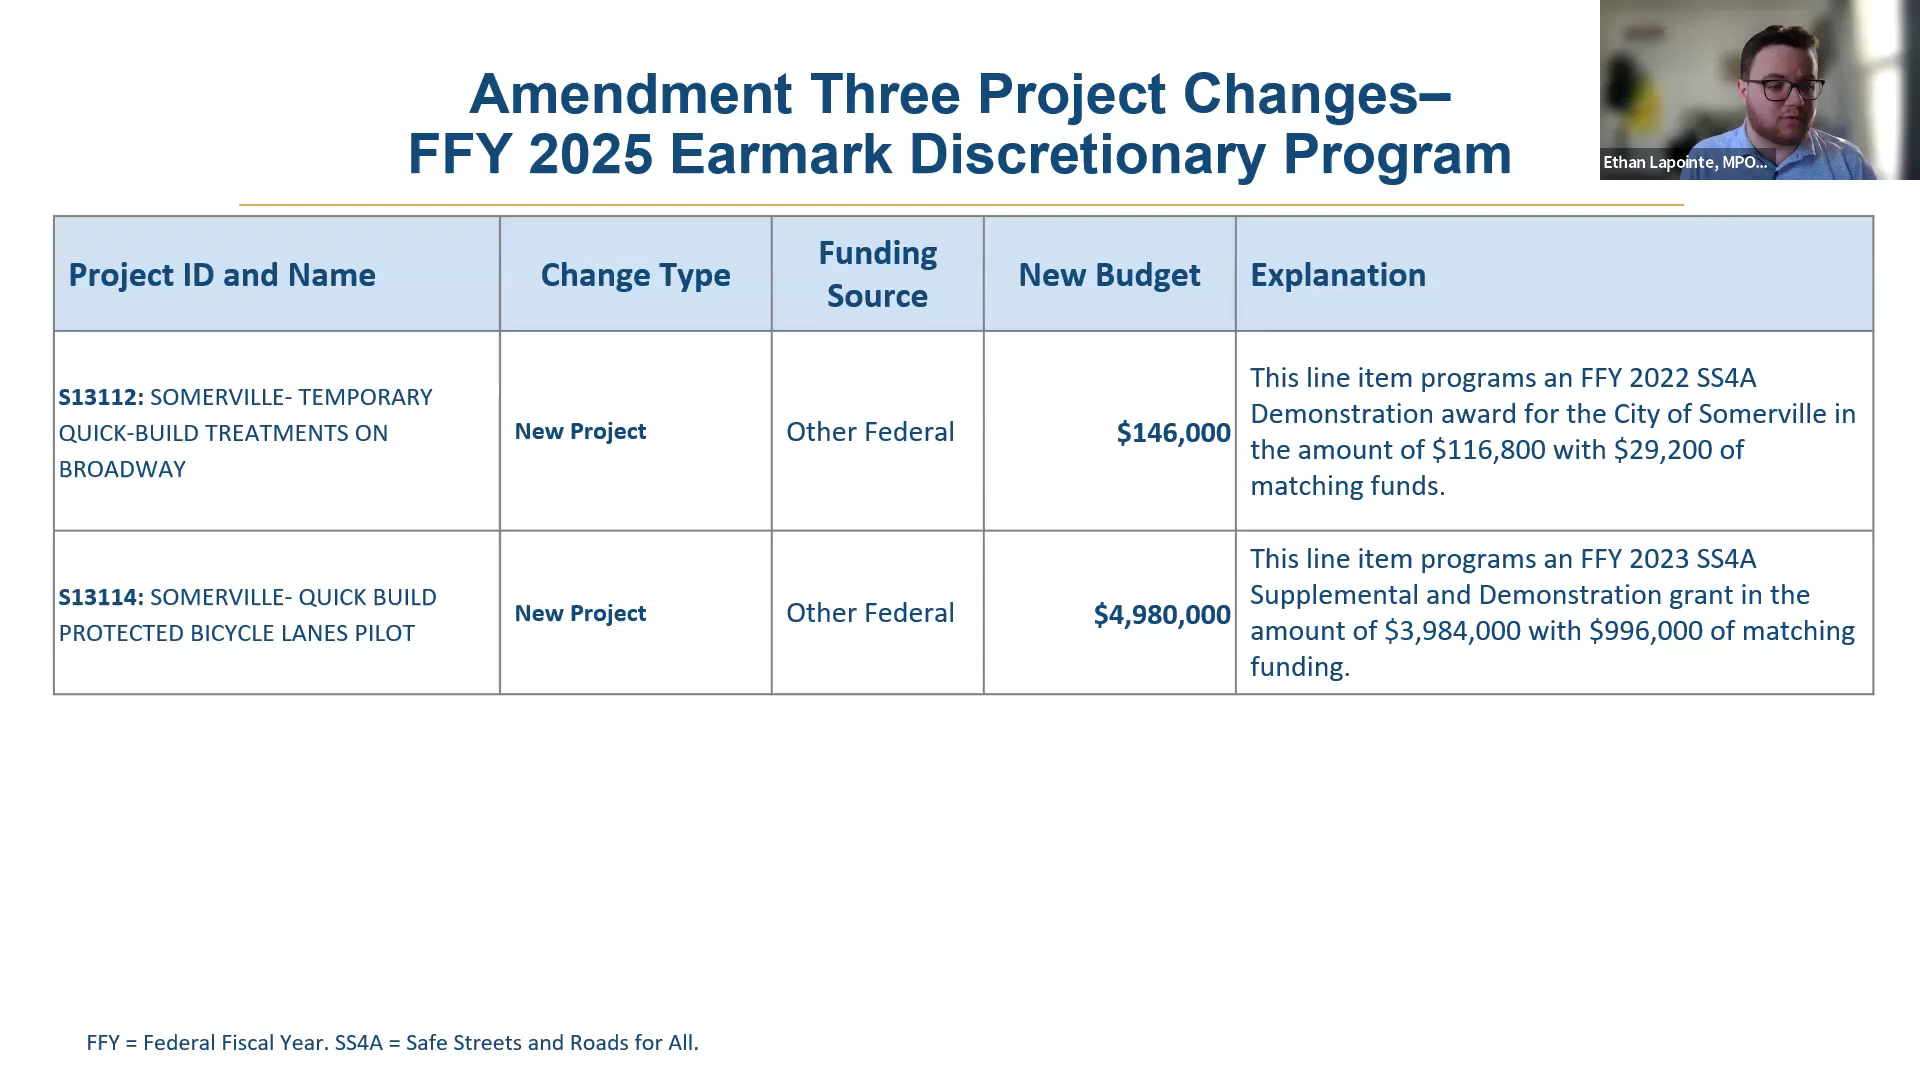 Amendment Three Project Changes–
FFY 2025 Earmark Discretionary Program
Ethan Lapointe, MPO...
Project ID and Name
Change Type
Funding
Source
New Budget
Explanation
S13112: SOMERVILLE- TEMPORARY
QUICK-BUILD TREATMENTS ON
BROADWAY
New Project
Other Federal
$146,000
This line item programs an FFY 2022 SS4A
Demonstration award for the City of Somerville in
the amount of $116,800 with $29,200 of
matching funds.
S13114: SOMERVILLE- QUICK BUILD
PROTECTED BICYCLE LANES PILOT
New Project
Other Federal
$4,980,000
This line item programs an FFY 2023 SS4A
Supplemental and Demonstration grant in the
amount of $3,984,000 with $996,000 of matching
funding.
FFY = Federal Fiscal Year. SS4A = Safe Streets and Roads for All.